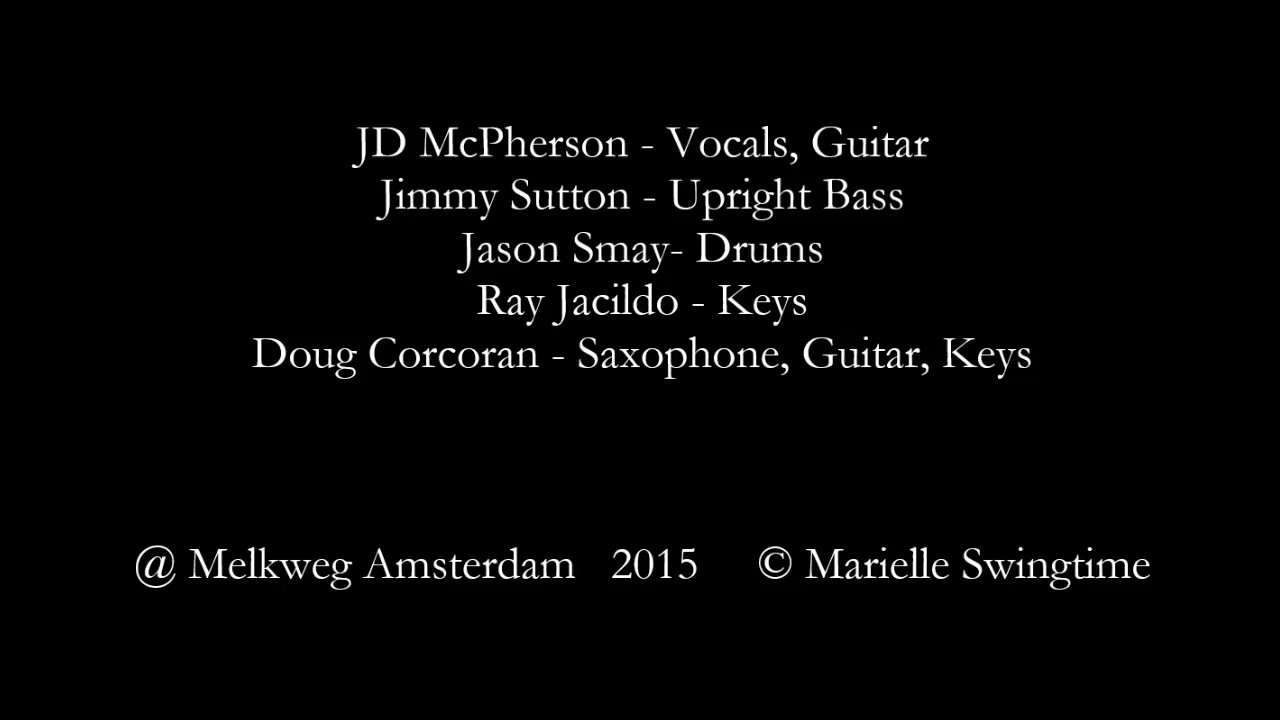 JD McPherson - Vocals, Guitar
Jimmy Sutton - Upright Bass
Jason Smay- Drums
Ray Jacildo - Keys
Doug Corcoran - Saxophone, Guitar, Keys
@ Melkweg Amsterdam 2015 © Marielle Swingtime